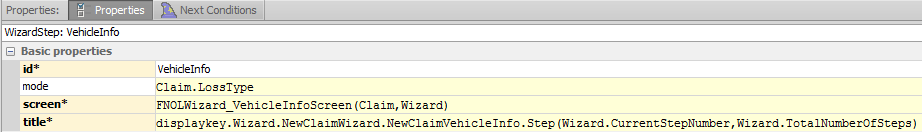 Properties: Properties Next Conditions
WizardStep: VehicleInfo
Basic properties
id* VehicleInfo
mode Claim.LossType
screen* FNOLWizard_VehicleInfoScreen(Claim,Wizard)
title* displaykey.Wizard.NewClaimWizard.NewClaimVehicleInfo.Step(Wizard.CurrentStepNumber,Wizard.TotalNumberOfSteps)